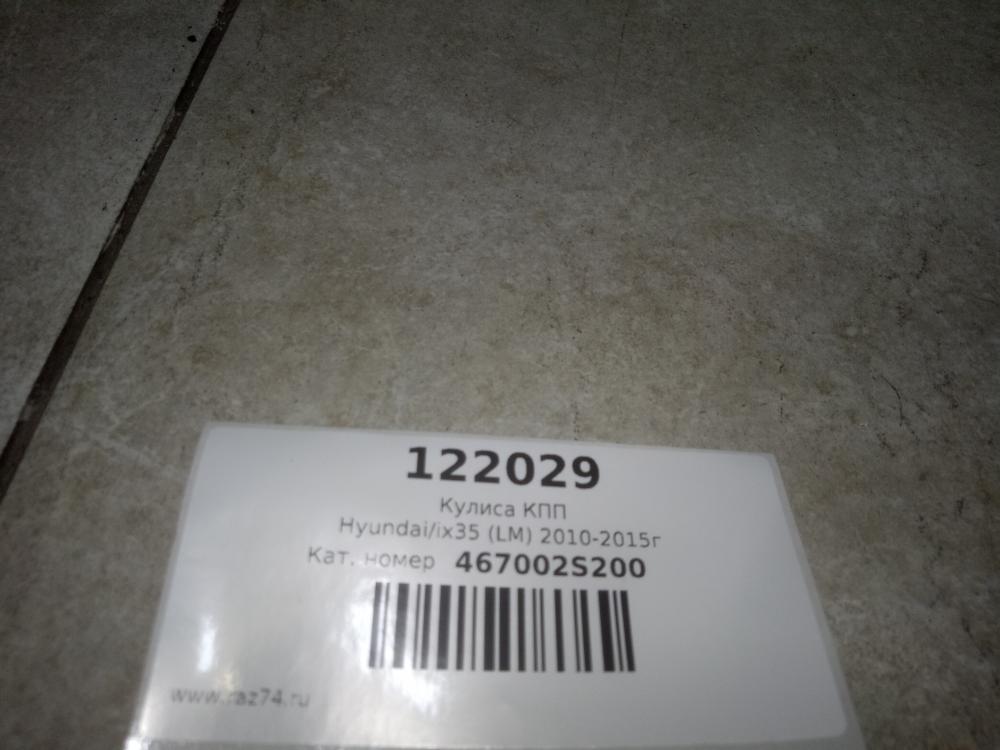 122029
Кулиса КПП
Hyundai/ix35 (LM) 2010-2015г
Кат. номер 467002S200
www.raz74.ru